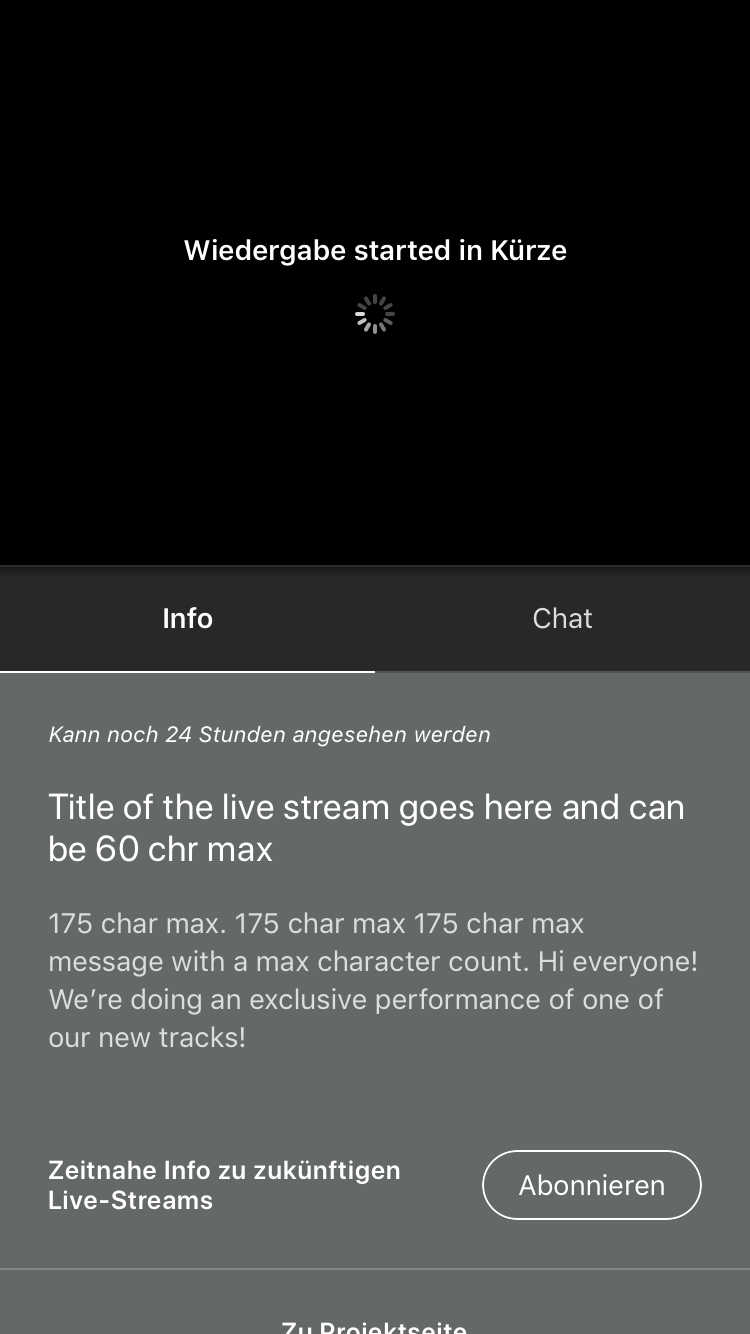 Wiedergabe started in Kürze
Info
Chat
Kann noch 24 Stunden angesehen werden
Title of the live stream goes here and can
be 60 chr max
175 char max. 175 char max 175 char max
message with a max character count. Hi everyone!
We’re doing an exclusive performance of one of
our new tracks!
Zeitnahe Info zu zukünftigen
Live-Streams
Abonnieren
Zu Projektseite